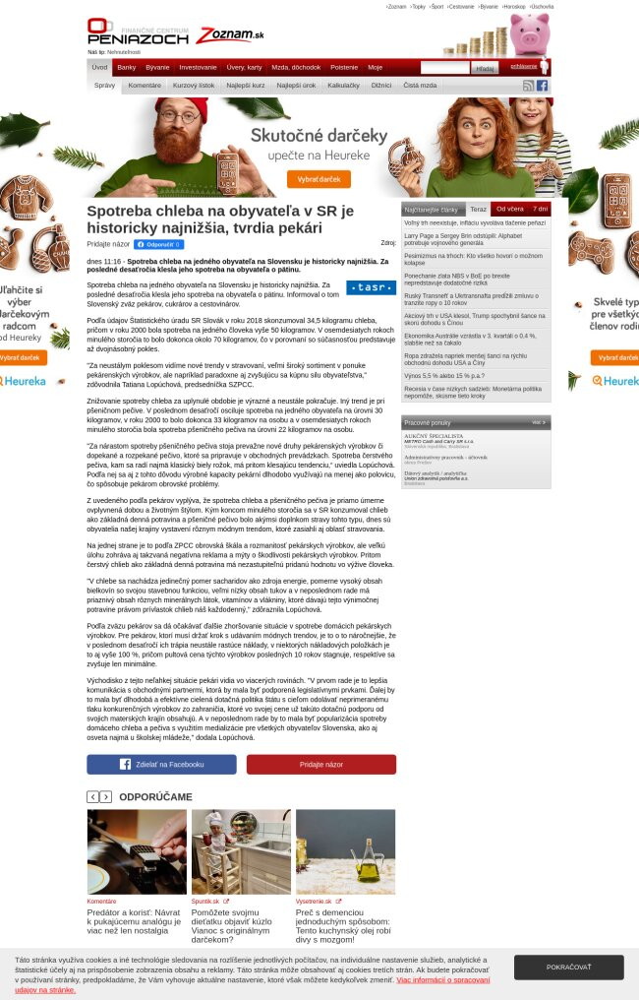 ›Zoznam ›Topky ›Šport ›Cestovanie ›Bývanie ›Horoskop ›Úschovňa
FINANČNÉ CENTRUM
O PENIAZOCH
Zoznam.sk
Náš tip: Nehnuteľnosti
Úvod Banky Bývanie Investovanie Úvery, karty Mzda, dôchodok Poistenie Moje Hľadaj prihlásenie
Správy Komentáre Kurzový lístok Najlepší kurz Najlepší úrok Kalkulačky Dlžníci Čistá mzda
Skutočné darčeky
upečte na Heureke
Vybrať darček
Spotreba chleba na obyvateľa v SR je
historicky najnižšia, tvrdia pekári
Pridajte názor Odporučiť 0 Zdroj:
dnes 11:16 - Spotreba chleba na jedného obyvateľa na Slovensku je historicky najnižšia. Za
posledné desaťročia klesla jeho spotreba na obyvateľa o pätinu.
.tasr.
Spotreba chleba na jedného obyvateľa na Slovensku je historicky najnižšia. Za
posledné desaťročia klesla jeho spotreba na obyvateľa o pätinu. Informoval o tom
Slovenský zväz pekárov, cukrárov a cestovinárov.
Podľa údajov Štatistického úradu SR Slovák v roku 2018 skonzumoval 34,5 kilogramu chleba,
pričom v roku 2000 bola spotreba na jedného človeka vyše 50 kilogramov. V osemdesiatych rokoch
minulého storočia to bolo dokonca okolo 70 kilogramov, čo v porovnaní so súčasnosťou predstavuje
až dvojnásobný pokles.
"Za neustálym poklesom vidíme nové trendy v stravovaní, veľmi široký sortiment v ponuke
pekárenských výrobkov, ale napríklad paradoxne aj zvyšujúcu sa kúpnu silu obyvateľstva,"
zdôvodnila Tatiana Lopúchová, predsedníčka SZPCC.
Znižovanie spotreby chleba za uplynulé obdobie je výrazné a neustále pokračuje. Iný trend je pri
pšeničnom pečive. V poslednom desaťročí osciluje spotreba na jedného obyvateľa na úrovni 30
kilogramov, v roku 2000 to bolo dokonca 33 kilogramov na osobu a v osemdesiatych rokoch
minulého storočia bola spotreba pšeničného pečiva na úrovni 22 kilogramov na osobu.
"Za nárastom spotreby pšeničného pečiva stoja prevažne nové druhy pekárenských výrobkov či
dopekané a rozpekané pečivo, ktoré sa pripravuje v obchodných prevádzkach. Spotreba čerstvého
pečiva, kam sa radí najmä klasický biely rožok, má pritom klesajúcu tendenciu," uviedla Lopúchová.
Podľa nej sa aj z tohto dôvodu výrobné kapacity pekární dlhodobo využívajú na menej ako polovicu,
čo spôsobuje pekárom obrovské problémy.
Z uvedeného podľa pekárov vyplýva, že spotreba chleba a pšeničného pečiva je priamo úmerne
ovplyvnená dobou a životným štýlom. Kým koncom minulého storočia sa v SR konzumoval chlieb
ako základná denná potravina a pšeničné pečivo bolo akýmsi doplnkom stravy tohto typu, dnes sú
obyvatelia našej krajiny vystavení rôznym módnym trendom, ktoré zasiahli aj oblasť stravovania.
Na jednej strane je to podľa ZPCC obrovská škála a rozmanitosť pekárskych výrobkov, ale veľkú
úlohu zohráva aj takzvaná negatívna reklama a mýty o škodlivosti pekárskych výrobkov. Pritom
čerstvý chlieb ako základná denná potravina má nezastupiteľnú pridanú hodnotu vo výžive človeka.
"V chlebe sa nachádza jedinečný pomer sacharidov ako zdroja energie, pomerne vysoký obsah
bielkovín so svojou stavebnou funkciou, veľmi nízky obsah tukov a v neposlednom rade má
priaznivý obsah rôznych minerálnych látok, vitamínov a vlákniny, ktoré dávajú tejto výnimočnej
potravine právom prívlastok chlieb náš každodenný," zdôraznila Lopúchová.
Podľa zväzu pekárov sa dá očakávať ďalšie zhoršovanie situácie v spotrebe domácich pekárskych
výrobkov. Pre pekárov, ktorí musí držať krok s udávaním módnych trendov, je to o to náročnejšie, že
v poslednom desaťročí ich trápia neustále rastúce náklady, v niektorých nákladových položkách je
to aj vyše 100 %, pričom pultová cena týchto výrobkov posledných 10 rokov stagnuje, respektíve sa
zvyšuje len minimálne.
Východisko z tejto neľahkej situácie pekári vidia vo viacerých rovinách. "V prvom rade je to lepšia
komunikácia s obchodnými partnermi, ktorá by mala byť podporená legislatívnymi prvkami. Ďalej by
to mala byť dlhodobá a efektívne cielená dotačná politika štátu s cieľom odolávať neprimeranému
tlaku konkurenčných výrobkov zo zahraničia, ktoré vo svojej cene už takúto dotačnú podporu od
svojich materských krajín obsahujú. A v neposlednom rade by to mala byť popularizácia spotreby
domáceho chleba a pečiva s využitím medializácie pre všetkých obyvateľov Slovenska, ako aj
osveta najmä u školskej mládeže," dodala Lopúchová.
Zdielať na Facebooku Pridajte názor
ODPORÚČAME
Komentáre
Predátor a korisť: Návrat
k pukajúcemu analógu je
viac než len nostalgia
Spuntik.sk
Pomôžete svojmu
dieťatku objaviť kúzlo
Vianoc s originálnym
darčekom?
Vysetrenie.sk
Preč s demenciou
jednoduchým spôsobom:
Tento kuchynský olej robí
divy s mozgom!
Najčítanejšie články Teraz Od včera 7 dní
Voľný trh neexistuje, infláciu vyvoláva tlačenie peňazí
Larry Page a Sergey Brin odstúpili: Alphabet
potrebuje vojnového generála
Pesimizmus na trhoch: Kto všetko hovorí o možnom
kolapse
Ponechanie zlata NBS v BoE po brexite
nepredstavuje dodatočné riziká
Ruský Transneft a Ukrtransnafta predĺžili zmluvu o
tranzite ropy o 10 rokov
Akciový trh v USA klesol, Trump spochybnil šance na
skorú dohodu s Čínou
Ekonomika Austrálie vzrástla v 3. kvartáli o 0,4 %,
slabšie než sa čakalo
Ropa zdražela napriek menšej šanci na rýchlu
obchodnú dohodu USA a Číny
Výnos 5,5 % alebo 15 % p.a.?
Recesia v čase nízkych sadzieb: Monetárna politika
nepomôže, skúsme tieto kroky
Pracovné ponuky viac
AUKČNÝ ŠPECIALISTA
METRO Cash and Carry SR s.r.o.
Slovenská republika, Bratislava
Administratívny pracovník - účtovník
okres Prešov
Dátový analytik / analytička
Union zdravotná poisťovňa a.s.
Bratislava
Uľahčite si
výber
darčekovým
radcom
od Heureky
Vybrať darček
Heureka
Skvelé tipy
pre všetkých
členov rodiny
Vybrať darček
Heureka
Táto stránka využíva cookies a iné technológie sledovania na rozlíšenie jednotlivých počítačov, na individuálne nastavenie služieb, analytické a
štatistické účely aj na prispôsobenie zobrazenia obsahu a reklamy. Táto stránka môže obsahovať aj cookies tretích strán. Ak budete pokračovať
v používaní stránky, predpokladáme, že Vám vyhovuje aktuálne nastavenie, ktoré však môžete kedykoľvek zmeniť. Viac informácii o spracovaní
udajov na stránke.
POKRAČOVAŤ